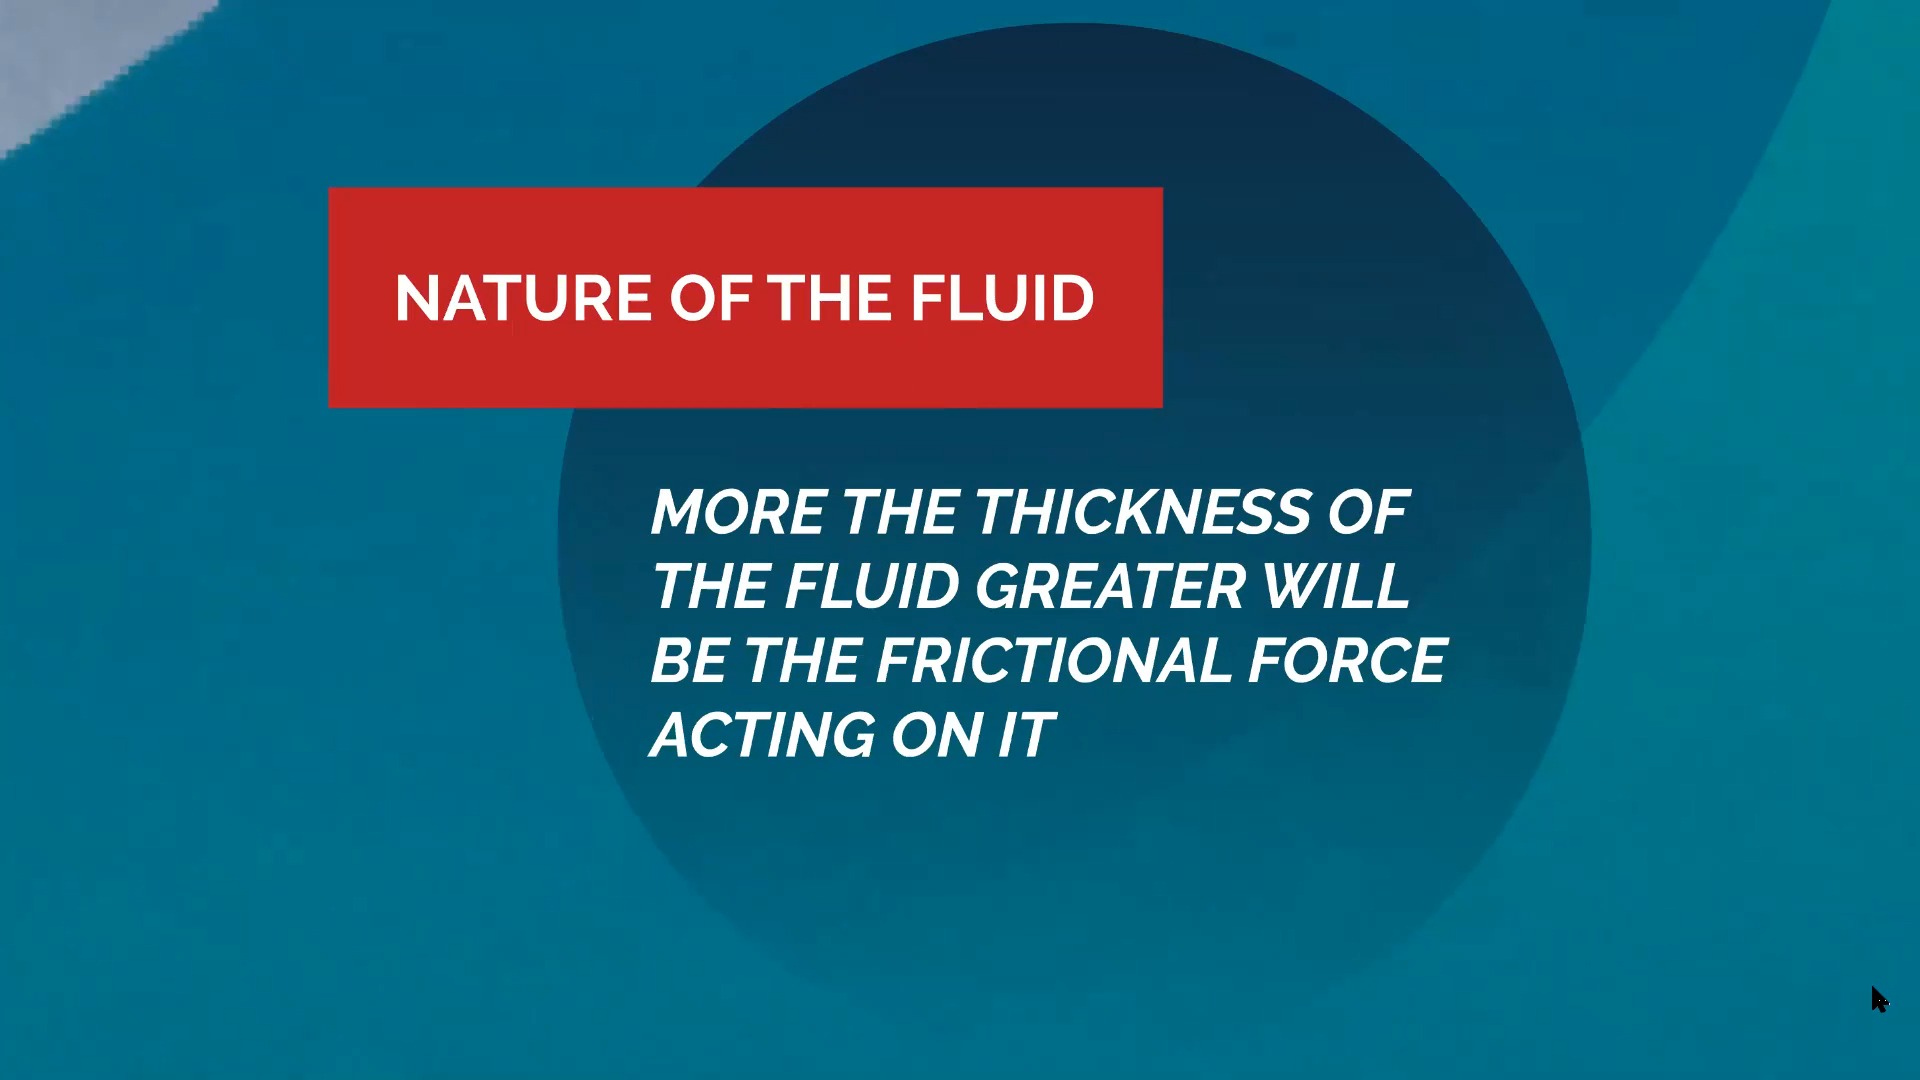 NATURE OF THE FLUID
MORE THE THICKNESS OF
THE FLUID GREATER WILL
BE THE FRICTIONAL FORCE
ACTING ON IT